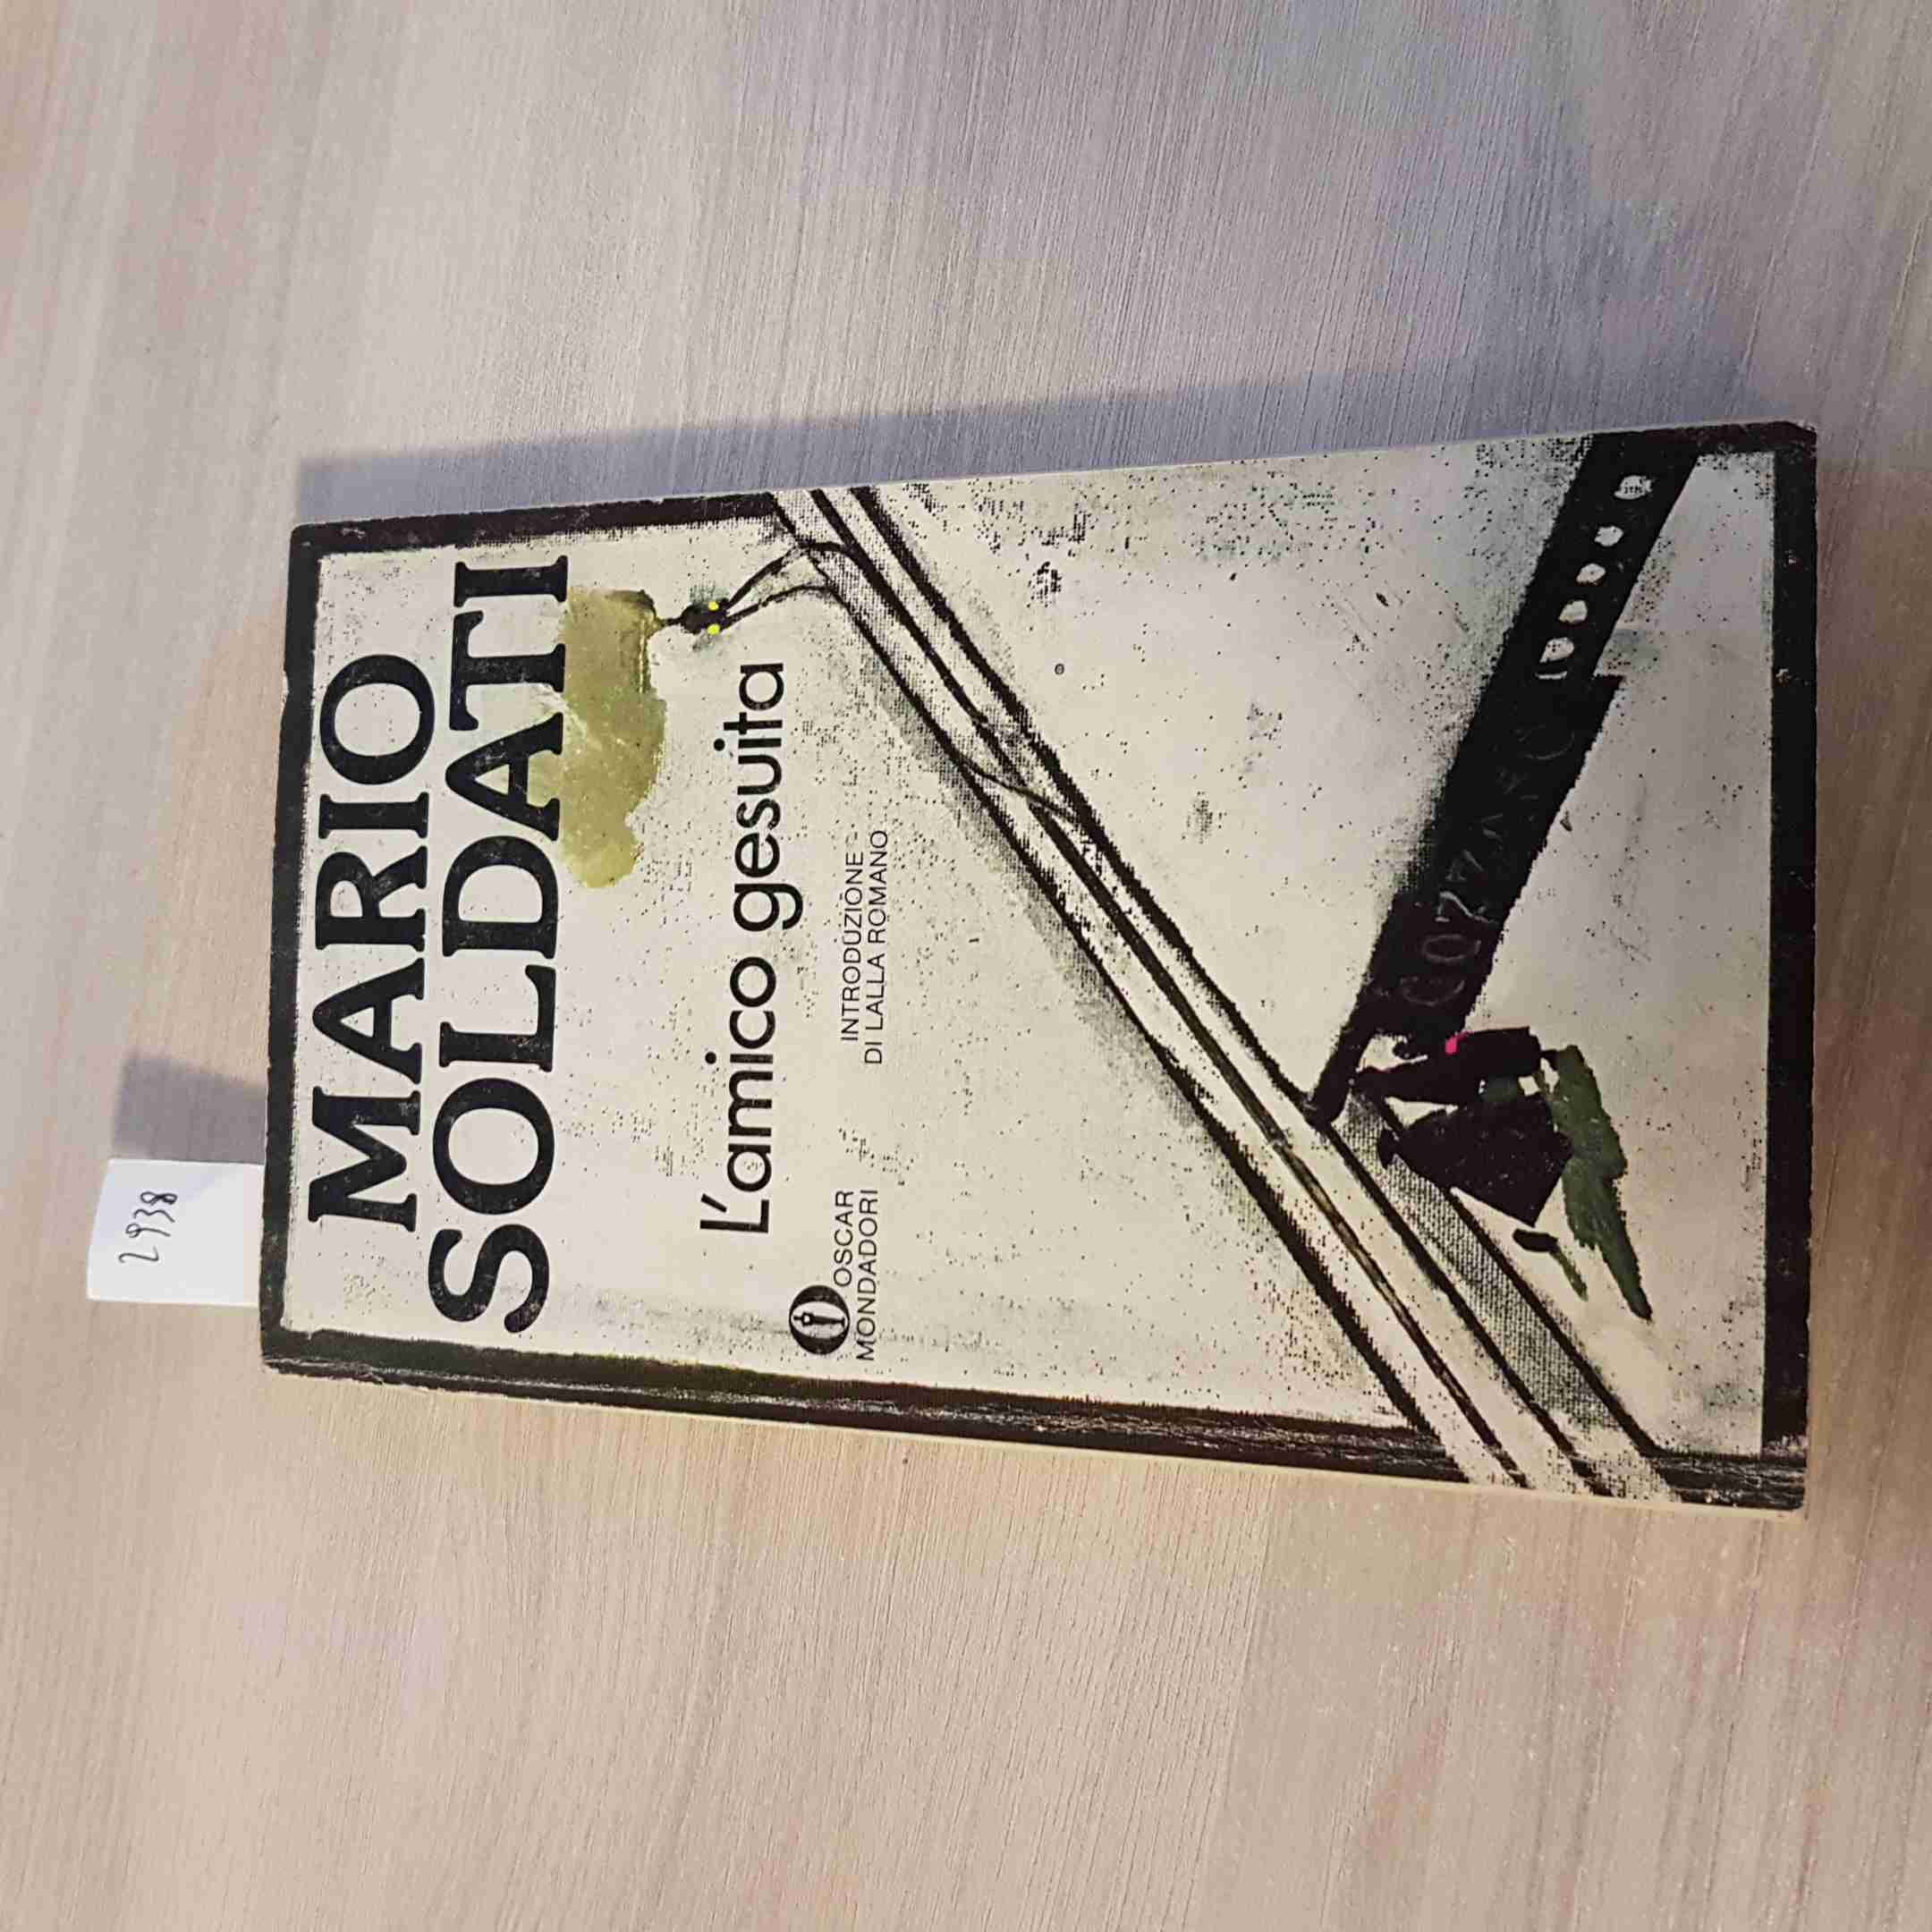 2938
MARIO
SOLDATI
L'amico gesuita
INTRODUZIONE
DI LALLA ROMANO
OSCAR
MONDADORI